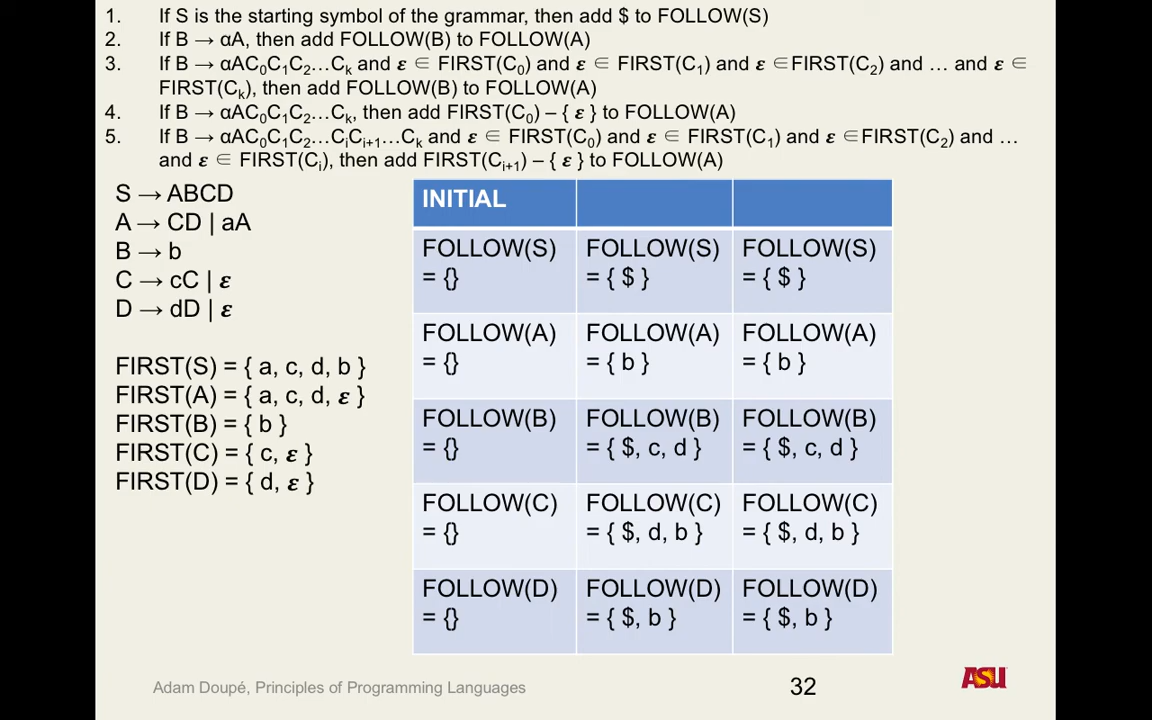 1. If S is the starting symbol of the grammar, then add $ to FOLLOW(S)
2. If B → αA, then add FOLLOW(B) to FOLLOW(A)
3. If B → αAC₀C₁C₂…Cₖ and ε ∈ FIRST(C₀) and ε ∈ FIRST(C₁) and ε ∈FIRST(C₂) and … and ε ∈
FIRST(Cₖ), then add FOLLOW(B) to FOLLOW(A)
4. If B → αAC₀C₁C₂…Cₖ, then add FIRST(C₀) – { ε } to FOLLOW(A)
5. If B → αAC₀C₁C₂…CᵢCᵢ₊₁…Cₖ and ε ∈ FIRST(C₀) and ε ∈ FIRST(C₁) and ε ∈FIRST(C₂) and …
and ε ∈ FIRST(Cᵢ), then add FIRST(Cᵢ₊₁) – { ε } to FOLLOW(A)
S → ABCD
A → CD | aA
B → b
C → cC | ε
D → dD | ε
FIRST(S) = { a, c, d, b }
FIRST(A) = { a, c, d, ε }
FIRST(B) = { b }
FIRST(C) = { c, ε }
FIRST(D) = { d, ε }
INITIAL
FOLLOW(S) FOLLOW(S) FOLLOW(S)
= {} = { $ } = { $ }
FOLLOW(A) FOLLOW(A) FOLLOW(A)
= {} = { b } = { b }
FOLLOW(B) FOLLOW(B) FOLLOW(B)
= {} = { $, c, d } = { $, c, d }
FOLLOW(C) FOLLOW(C) FOLLOW(C)
= {} = { $, d, b } = { $, d, b }
FOLLOW(D) FOLLOW(D) FOLLOW(D)
= {} = { $, b } = { $, b }
Adam Doupé, Principles of Programming Languages
32
ASU